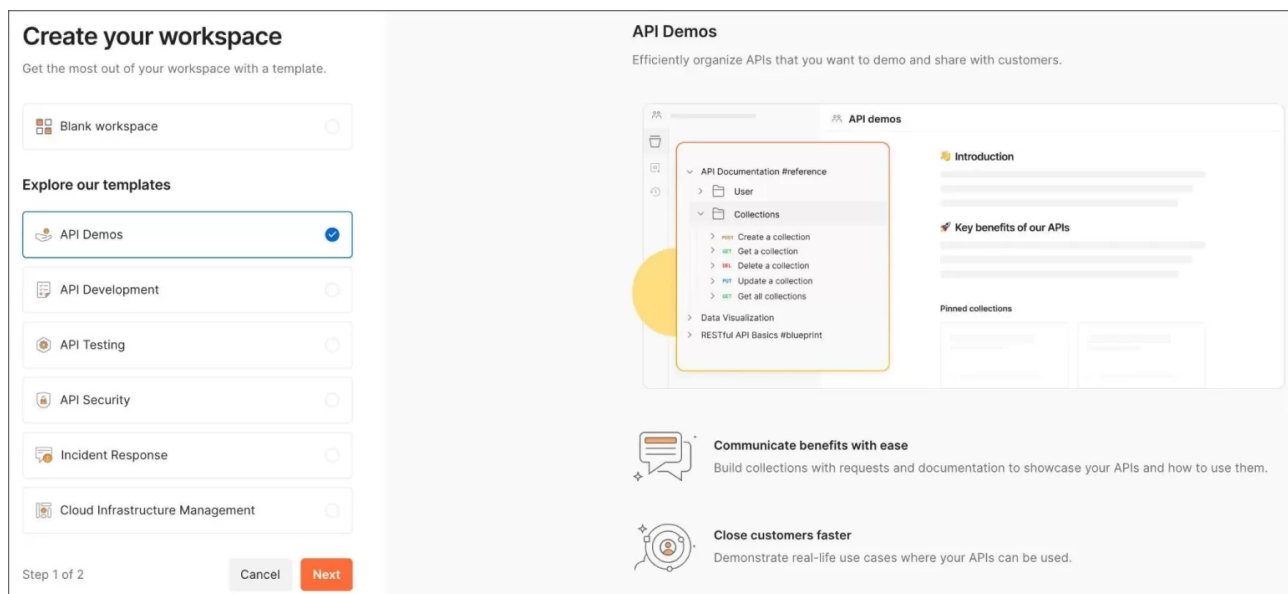 Create your workspace
Get the most out of your workspace with a template.
Blank workspace
Explore our templates
API Demos
API Development
API Testing
API Security
Incident Response
Cloud Infrastructure Management
Step 1 of 2
Cancel
Next
API Demos
Efficiently organize APIs that you want to demo and share with customers.
API demos
API Documentation #reference
User
Collections
POST Create a collection
GET Get a collection
DEL Delete a collection
PUT Update a collection
GET Get all collections
Data Visualization
RESTful API Basics #blueprint
👋 Introduction
🚀 Key benefits of our APIs
Pinned collections
Communicate benefits with ease
Build collections with requests and documentation to showcase your APIs and how to use them.
Close customers faster
Demonstrate real-life use cases where your APIs can be used.